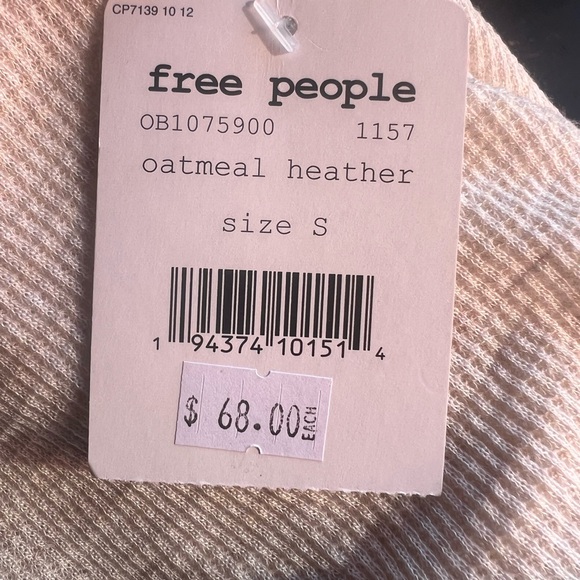 CP7139 10 12
free people
OB1075900 1157
oatmeal heather
size S
1 94374 10151 4
$ 68.00 EACH